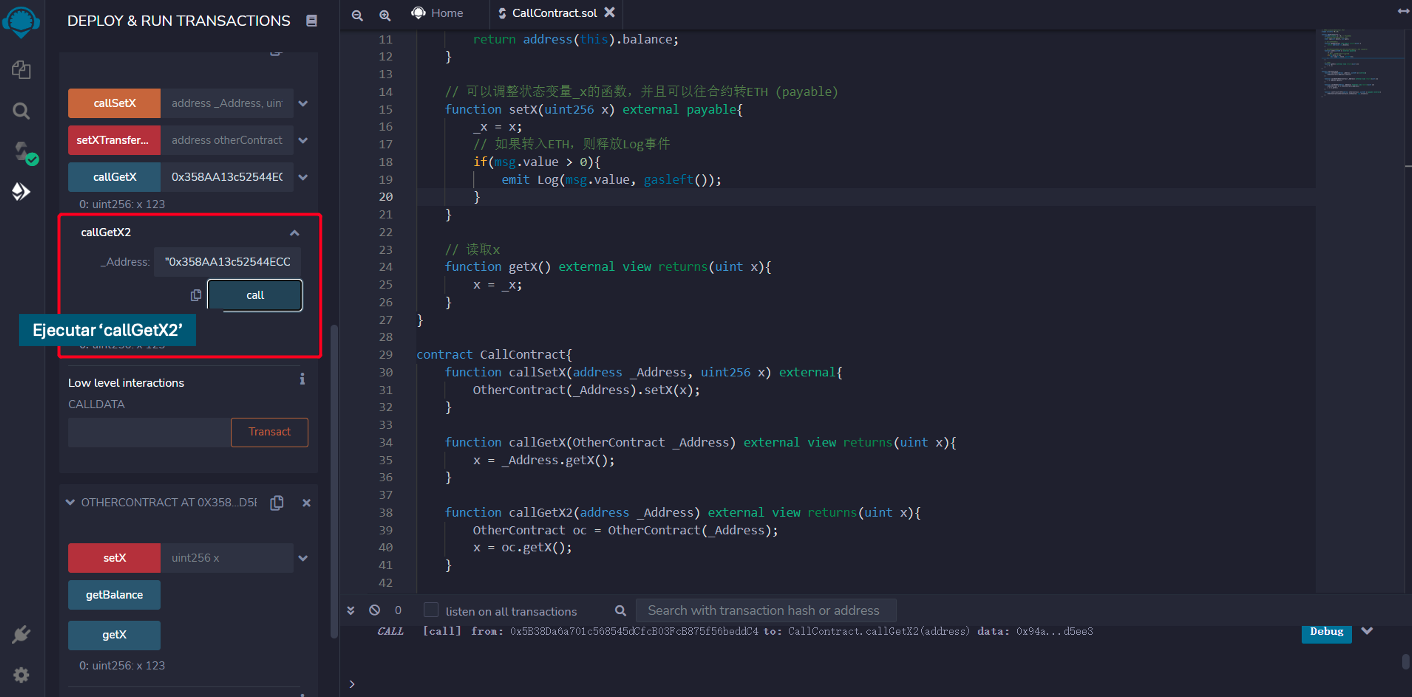 DEPLOY & RUN TRANSACTIONS
Home
CallContract.sol
callSetX
address _Address, uin
setXTransfer...
address otherContract
callGetX
0x358AA13c52544EC
0: uint256: x 123
callGetX2
_Address:
"0x358AA13c52544ECC
call
Ejecutar ‘callGetX2’
0: uint256: x 123
Low level interactions
CALLDATA
Transact
OTHERCONTRACT AT 0X358...D5E
setX
uint256 x
getBalance
getX
0: uint256: x 123
11 return address(this).balance;
12 }
13
14 // 可以调整状态变量_x的函数，并且可以往合约转ETH (payable)
15 function setX(uint256 x) external payable{
16 _x = x;
17 // 如果转入ETH，则释放Log事件
18 if(msg.value > 0){
19 emit Log(msg.value, gasleft());
20 }
21 }
22
23 // 读取x
24 function getX() external view returns(uint x){
25 x = _x;
26 }
27 }
28
29 contract CallContract{
30 function callSetX(address _Address, uint256 x) external{
31 OtherContract(_Address).setX(x);
32 }
33
34 function callGetX(OtherContract _Address) external view returns(uint x){
35 x = _Address.getX();
36 }
37
38 function callGetX2(address _Address) external view returns(uint x){
39 OtherContract oc = OtherContract(_Address);
40 x = oc.getX();
41 }
42
0
listen on all transactions
Search with transaction hash or address
CALL [call] from: 0x5B38Da6a701c568545dCfcB03FcB875f56beddC4 to: CallContract.callGetX2(address) data: 0x94a...d5ee3
Debug
>